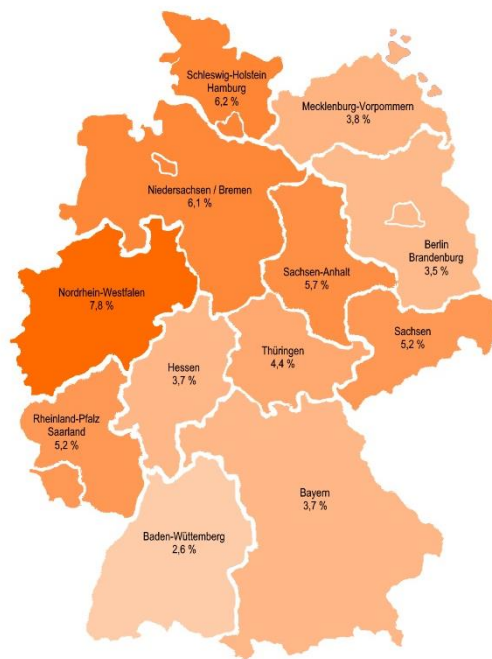 Schleswig-Holstein
Hamburg
6,2 %
Mecklenburg-Vorpommern
3,8 %
Niedersachsen / Bremen
6,1 %
Berlin
Brandenburg
3,5 %
Sachsen-Anhalt
5,7 %
Nordrhein-Westfalen
7,8 %
Sachsen
5,2 %
Thüringen
4,4 %
Hessen
3,7 %
Rheinland-Pfalz
Saarland
5,2 %
Bayern
3,7 %
Baden-Wüttemberg
2,6 %